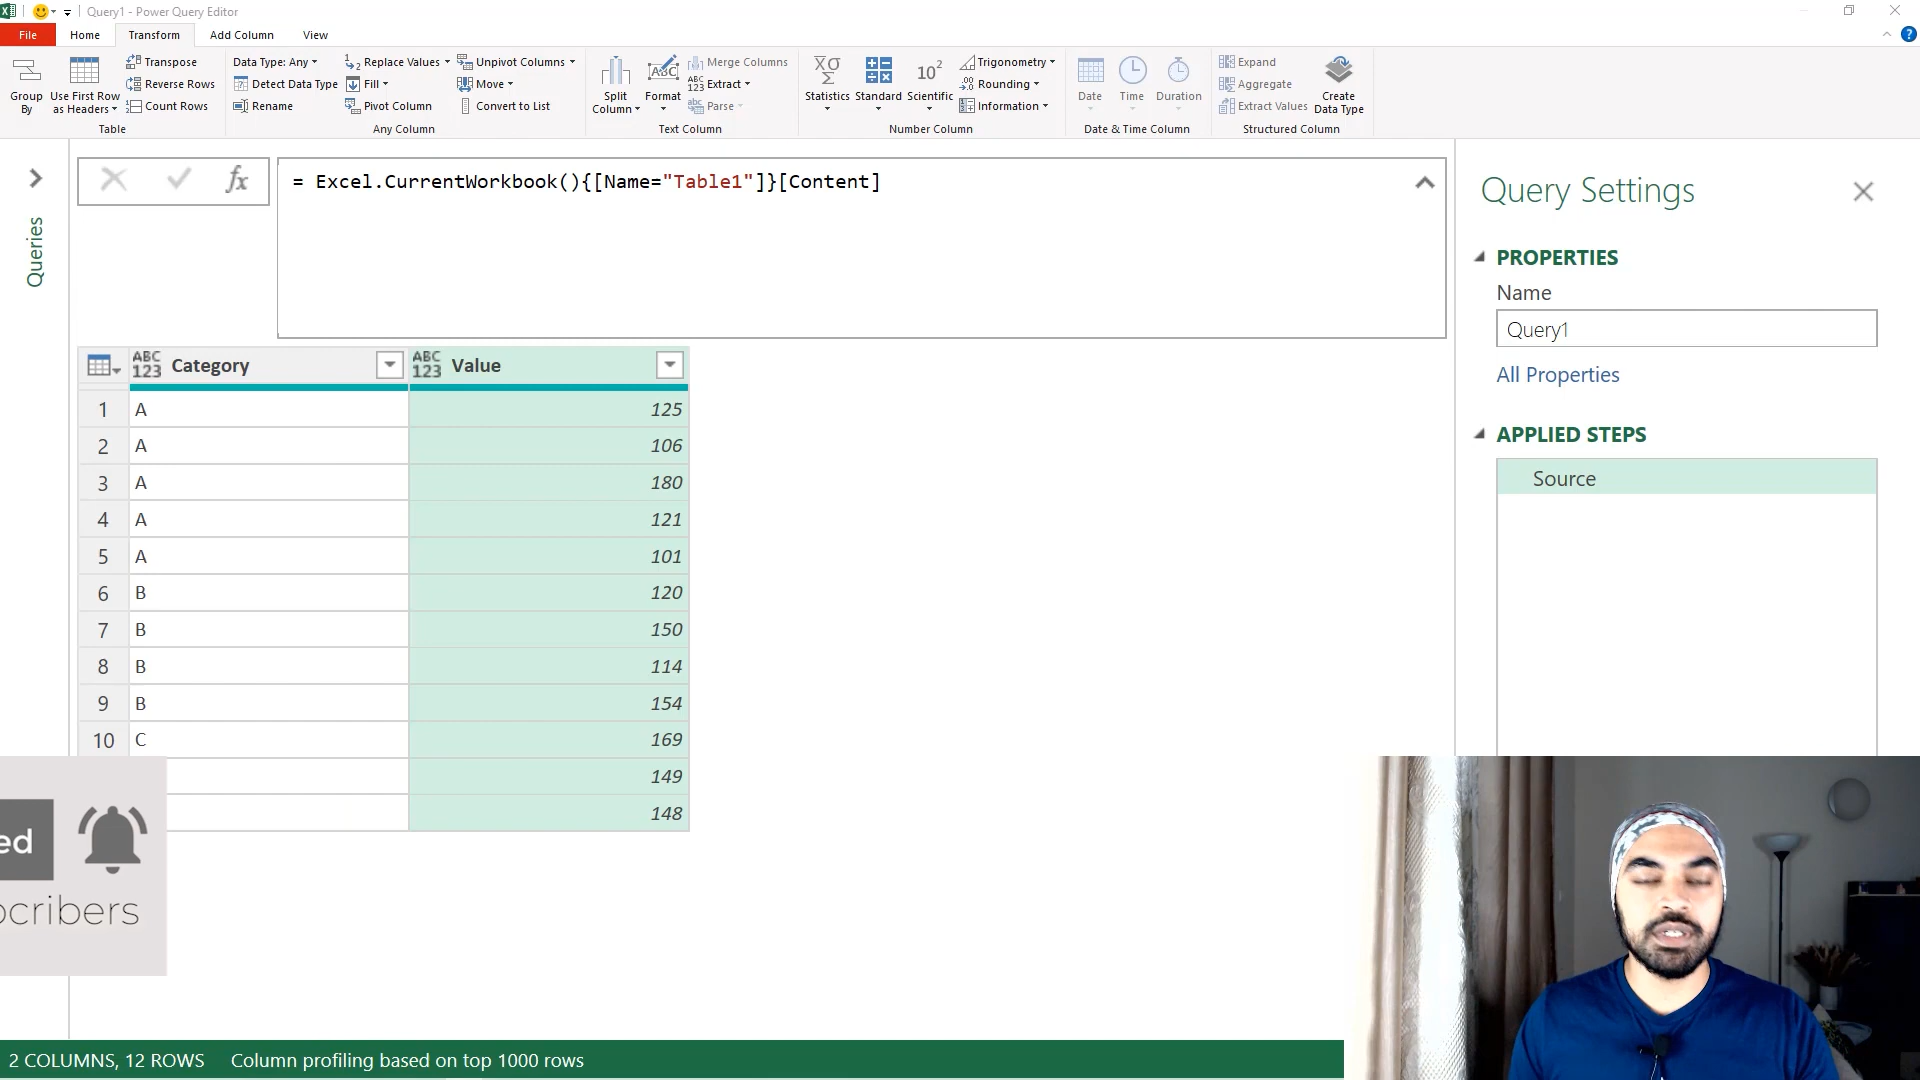 Query1 - Power Query Editor
File Home Transform Add Column View
Group By
Use First Row as Headers
Transpose
Reverse Rows
Count Rows
Table
Data Type: Any
Detect Data Type
Rename
Replace Values
Fill
Pivot Column
Unpivot Columns
Move
Convert to List
Any Column
Split Column
Format
Merge Columns
Extract
Parse
Text Column
Statistics
Standard
Scientific
Trigonometry
Rounding
Information
Number Column
Date
Time
Duration
Date & Time Column
Expand
Aggregate
Extract Values
Create Data Type
Structured Column
Queries
= Excel.CurrentWorkbook(){[Name="Table1"]}[Content]
Category Value
1 A 125
2 A 106
3 A 180
4 A 121
5 A 101
6 B 120
7 B 150
8 B 114
9 B 154
10 C 169
149
148
Query Settings
PROPERTIES
Name
Query1
All Properties
APPLIED STEPS
Source
ed
cribers
2 COLUMNS, 12 ROWS Column profiling based on top 1000 rows